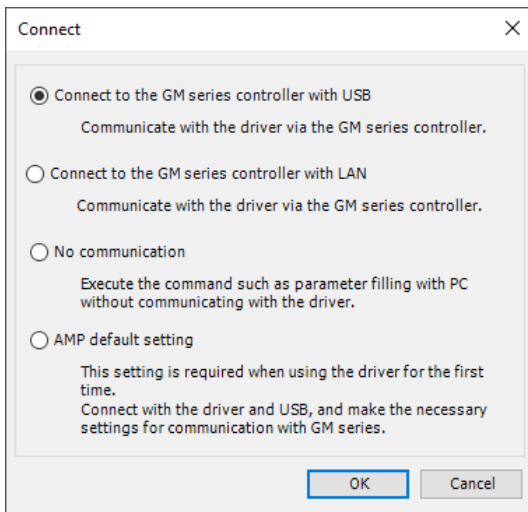 Connect
Connect to the GM series controller with USB
Communicate with the driver via the GM series controller.
Connect to the GM series controller with LAN
Communicate with the driver via the GM series controller.
No communication
Execute the command such as parameter filling with PC
without communicating with the driver.
AMP default setting
This setting is required when using the driver for the first
time.
Connect with the driver and USB, and make the necessary
settings for communication with GM series.
OK
Cancel